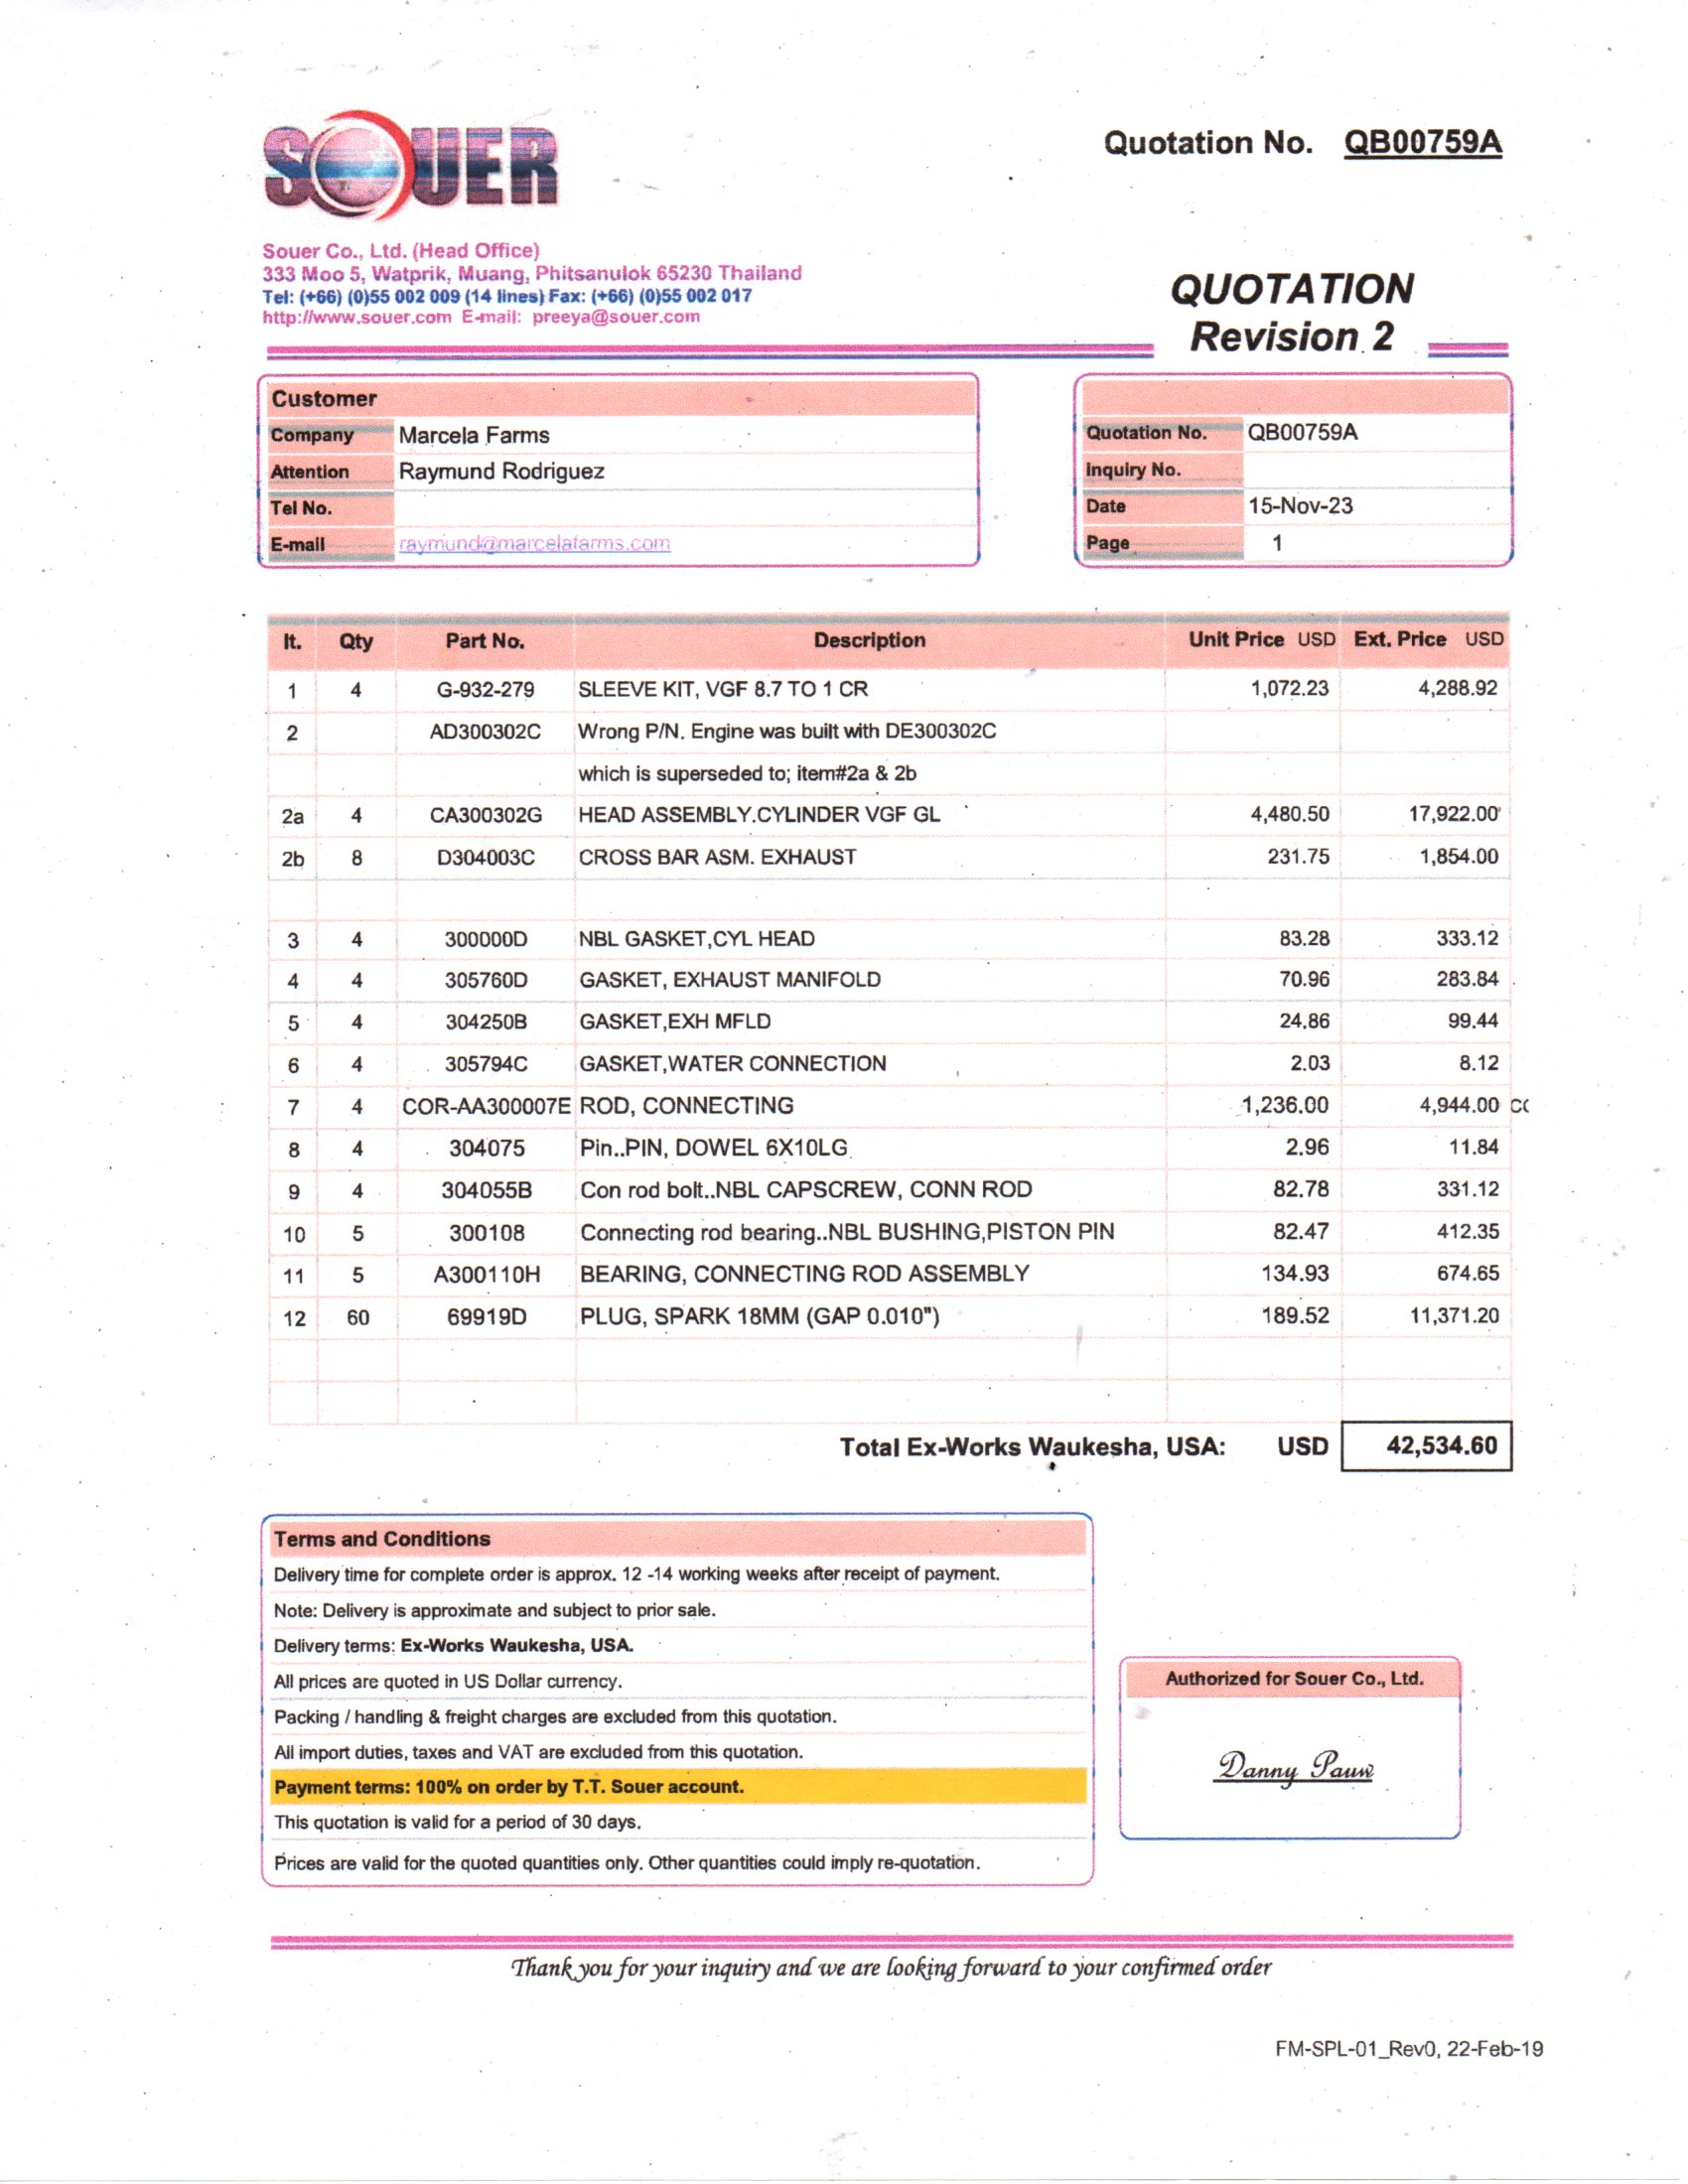 SOUER
Quotation No. QB00759A
Souer Co., Ltd. (Head Office)
333 Moo 5, Watprik, Muang, Phitsanulok 65230 Thailand
Tel: (+66) (0)55 002 009 (14 lines) Fax: (+66) (0)55 002 017
http://www.souer.com E-mail: preeya@souer.com
QUOTATION
Revision 2
Customer
Company Marcela Farms
Attention Raymund Rodriguez
Tel No.
E-mail raymund@marcelafarms.com
Quotation No. QB00759A
Inquiry No.
Date 15-Nov-23
Page 1
It. Qty Part No. Description Unit Price USD Ext. Price USD
1 4 G-932-279 SLEEVE KIT, VGF 8.7 TO 1 CR 1,072.23 4,288.92
2 AD300302C Wrong P/N. Engine was built with DE300302C
which is superseded to; item#2a & 2b
2a 4 CA300302G HEAD ASSEMBLY.CYLINDER VGF GL 4,480.50 17,922.00
2b 8 D304003C CROSS BAR ASM. EXHAUST 231.75 1,854.00
3 4 300000D NBL GASKET,CYL HEAD 83.28 333.12
4 4 305760D GASKET, EXHAUST MANIFOLD 70.96 283.84
5 4 304250B GASKET,EXH MFLD 24.86 99.44
6 4 305794C GASKET,WATER CONNECTION 2.03 8.12
7 4 COR-AA300007E ROD, CONNECTING 1,236.00 4,944.00
8 4 304075 Pin..PIN, DOWEL 6X10LG 2.96 11.84
9 4 304055B Con rod bolt..NBL CAPSCREW, CONN ROD 82.78 331.12
10 5 300108 Connecting rod bearing..NBL BUSHING,PISTON PIN 82.47 412.35
11 5 A300110H BEARING, CONNECTING ROD ASSEMBLY 134.93 674.65
12 60 69919D PLUG, SPARK 18MM (GAP 0.010") 189.52 11,371.20
Total Ex-Works Waukesha, USA: USD 42,534.60
Terms and Conditions
Delivery time for complete order is approx. 12 -14 working weeks after receipt of payment.
Note: Delivery is approximate and subject to prior sale.
Delivery terms: Ex-Works Waukesha, USA.
All prices are quoted in US Dollar currency.
Packing / handling & freight charges are excluded from this quotation.
All import duties, taxes and VAT are excluded from this quotation.
Payment terms: 100% on order by T.T. Souer account.
This quotation is valid for a period of 30 days.
Prices are valid for the quoted quantities only. Other quantities could imply re-quotation.
Authorized for Souer Co., Ltd.
Danny Pauw
Thank you for your inquiry and we are looking forward to your confirmed order
FM-SPL-01_Rev0, 22-Feb-19